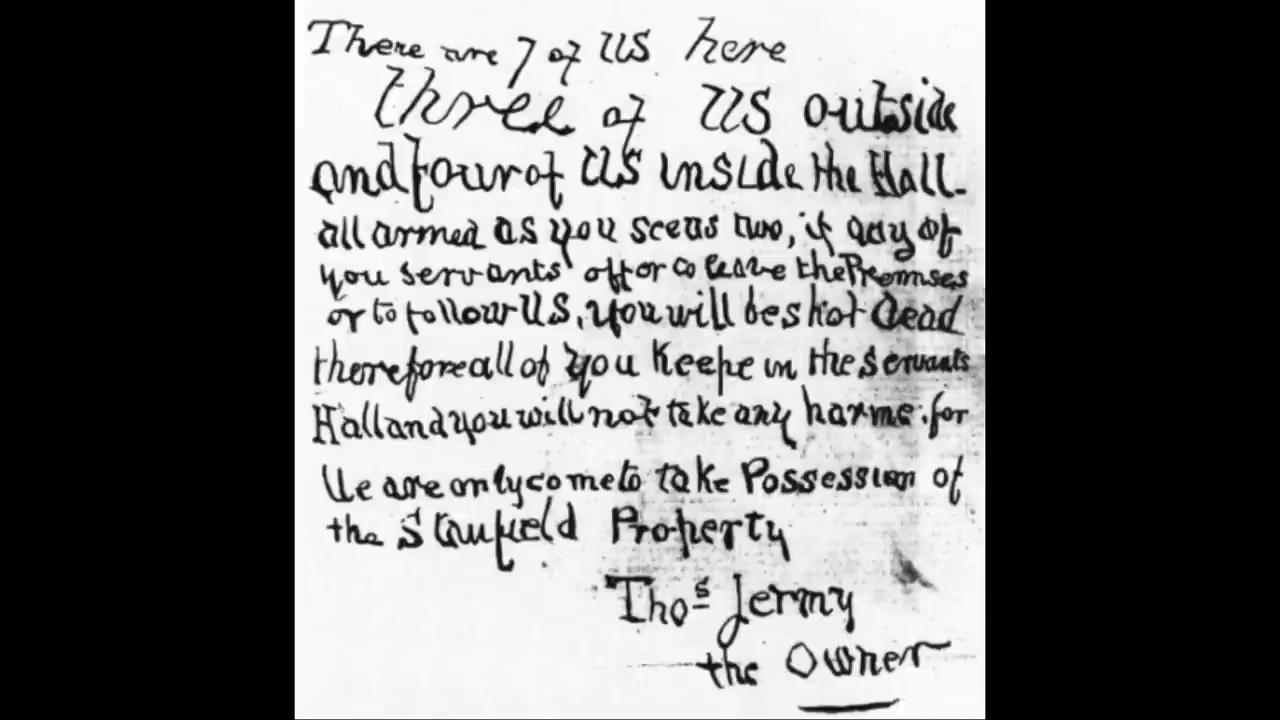 There are 7 of US here
three of US outside
and four of US inside the Hall.
all armed as you sceus two, if aay of
you servants offor to leave the Premises
or to follow US, you will be shot dead
therefore all of you Keepe in the servants
Hall and you will not take any harme. for
We are only come to take Possession of
the Stanfield Property
Thos Jermy
the Owner